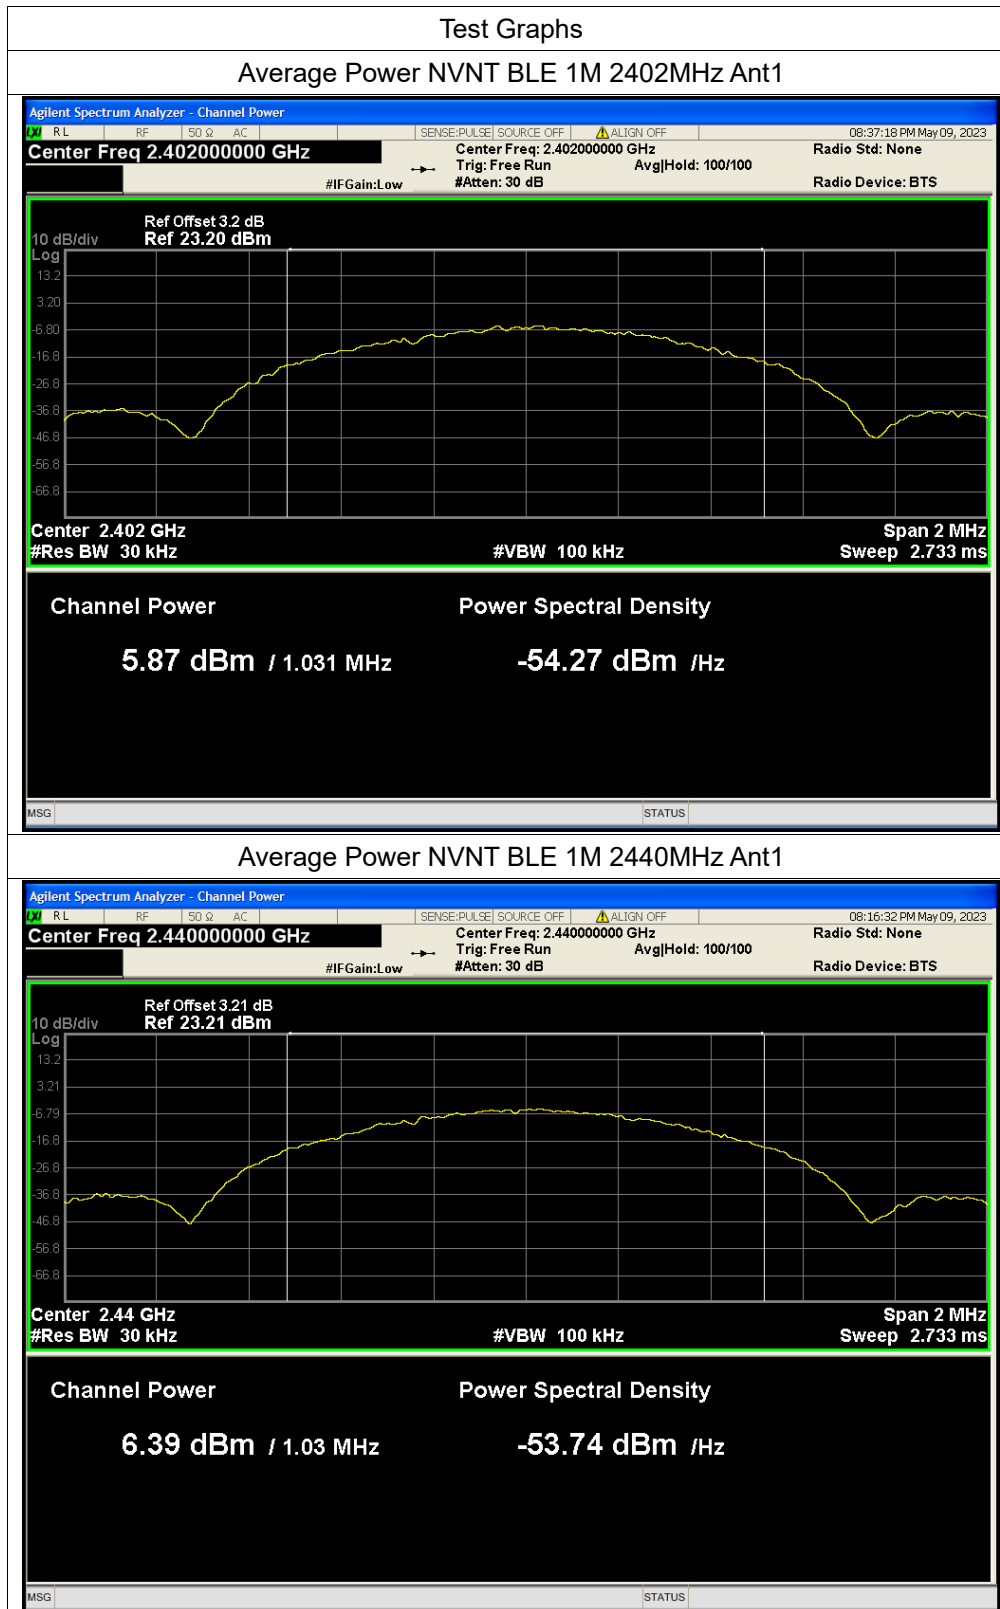 Test Graphs
Average Power NVNT BLE 1M 2402MHz Ant1
Agilent Spectrum Analyzer - Channel Power
LXI RL RF 50 Ω AC SENSE:PULSE SOURCE OFF ALIGN OFF 08:37:18 PM May 09, 2023
Center Freq 2.402000000 GHz Center Freq: 2.402000000 GHz Radio Std: None
Trig: Free Run Avg|Hold: 100/100
#IFGain:Low #Atten: 30 dB Radio Device: BTS
Ref Offset 3.2 dB
10 dB/div Ref 23.20 dBm
Log
13.2
3.20
-6.80
-16.8
-26.8
-36.8
-46.8
-56.8
-66.8
Center 2.402 GHz Span 2 MHz
#Res BW 30 kHz #VBW 100 kHz Sweep 2.733 ms
Channel Power Power Spectral Density
5.87 dBm / 1.031 MHz -54.27 dBm /Hz
MSG STATUS
Average Power NVNT BLE 1M 2440MHz Ant1
Agilent Spectrum Analyzer - Channel Power
LXI RL RF 50 Ω AC SENSE:PULSE SOURCE OFF ALIGN OFF 08:16:32 PM May 09, 2023
Center Freq 2.440000000 GHz Center Freq: 2.440000000 GHz Radio Std: None
Trig: Free Run Avg|Hold: 100/100
#IFGain:Low #Atten: 30 dB Radio Device: BTS
Ref Offset 3.21 dB
10 dB/div Ref 23.21 dBm
Log
13.2
3.21
-6.79
-16.8
-26.8
-36.8
-46.8
-56.8
-66.8
Center 2.44 GHz Span 2 MHz
#Res BW 30 kHz #VBW 100 kHz Sweep 2.733 ms
Channel Power Power Spectral Density
6.39 dBm / 1.03 MHz -53.74 dBm /Hz
MSG STATUS